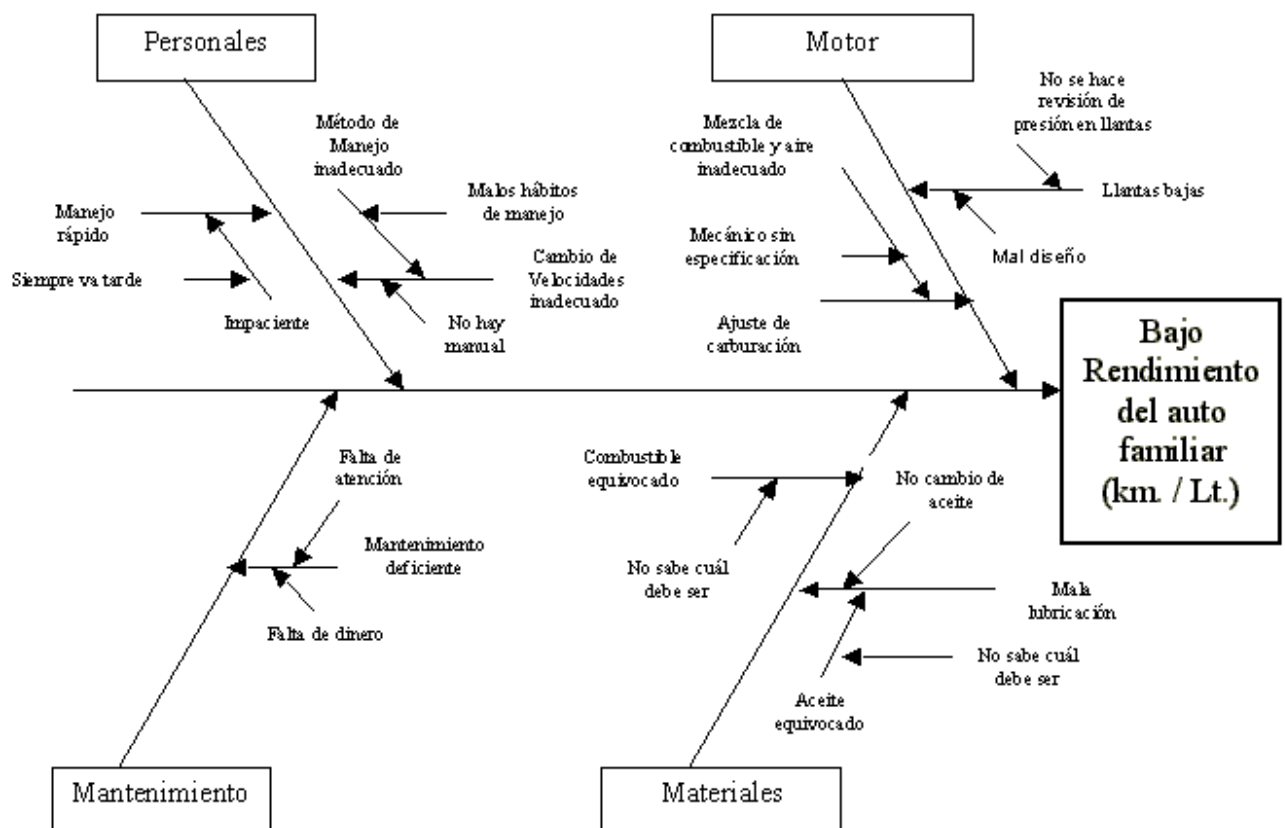 Personales
Motor
No se hace
revisión de
presión en llantas
Método de
Manejo
inadecuado
Mezcla de
combustible y aire
inadecuado
Malos hábitos
de manejo
Llantas bajas
Manejo
rápido
Mecánico sin
especificación
Mal diseño
Siempre va tarde
Cambio de
Velocidades
inadecuado
Impaciente
No hay
manual
Ajuste de
carburación
Bajo
Rendimiento
del auto
familiar
(km. / Lt.)
Falta de
atención
Combustible
equivocado
No cambio de
aceite
Mantenimiento
deficiente
No sabe cuál
debe ser
Mala
lubricación
Falta de dinero
No sabe cuál
debe ser
Aceite
equivocado
Mantenimiento
Materiales